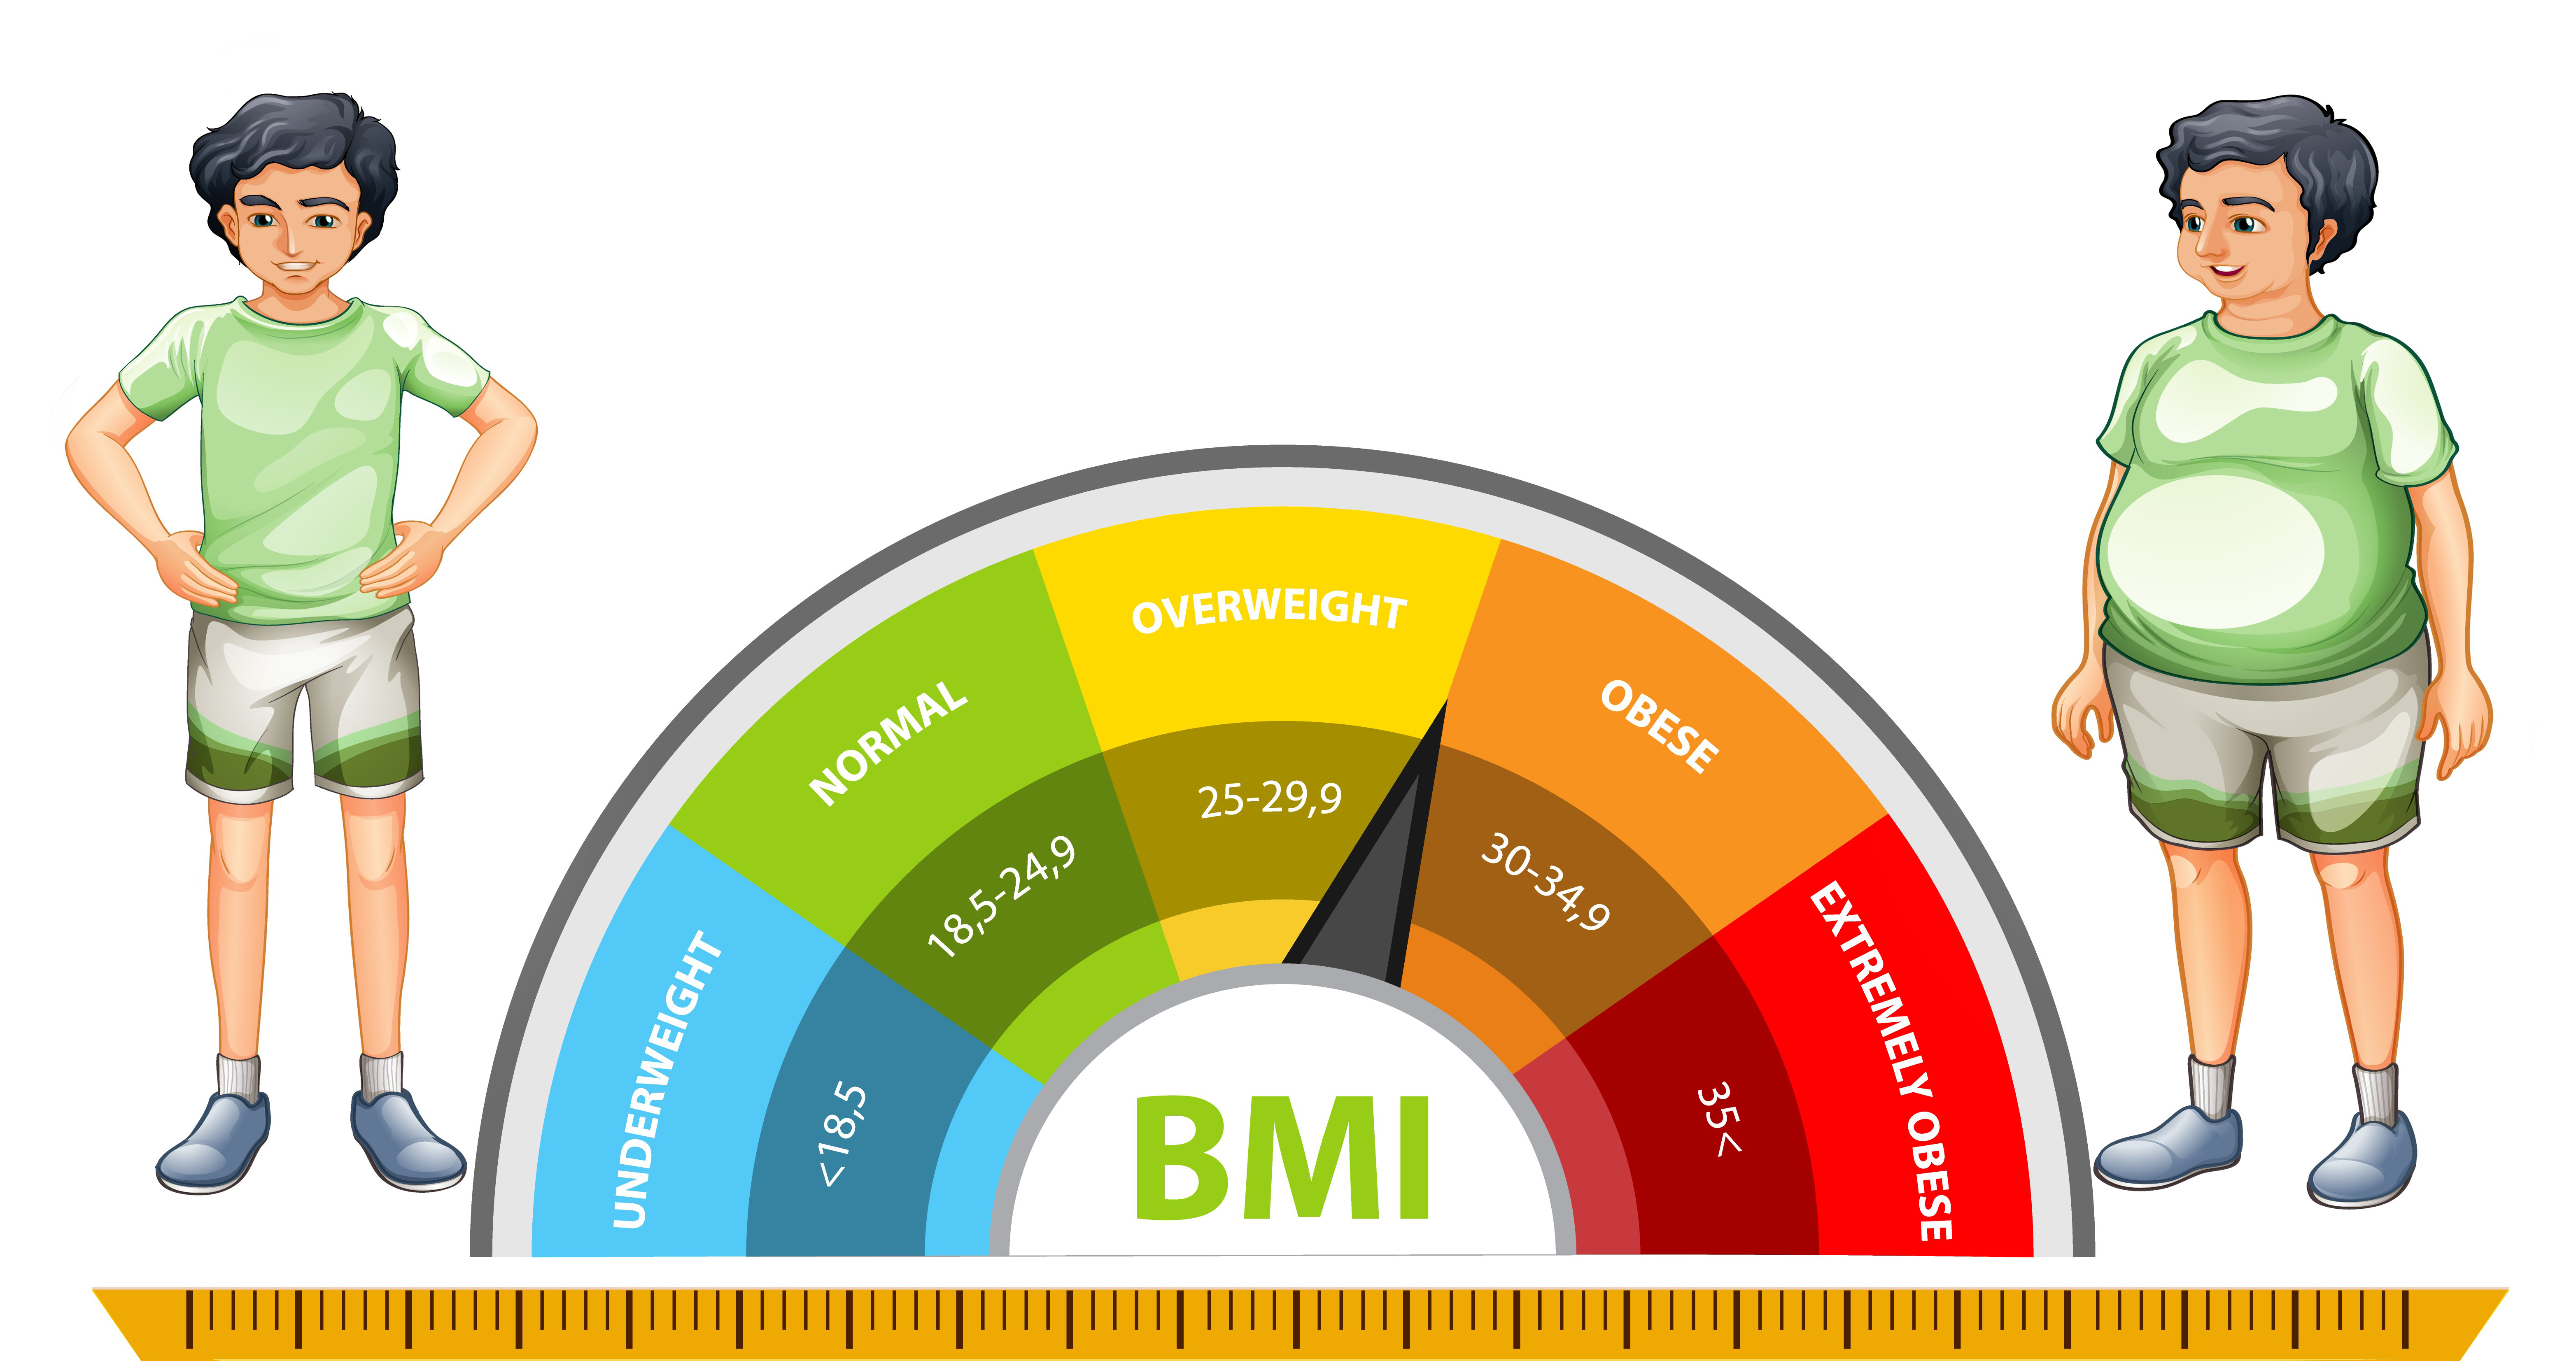 UNDERWEIGHT
<18,5
NORMAL
18,5-24,9
OVERWEIGHT
25-29,9
OBESE
30-34,9
EXTREMELY OBESE
35<
BMI